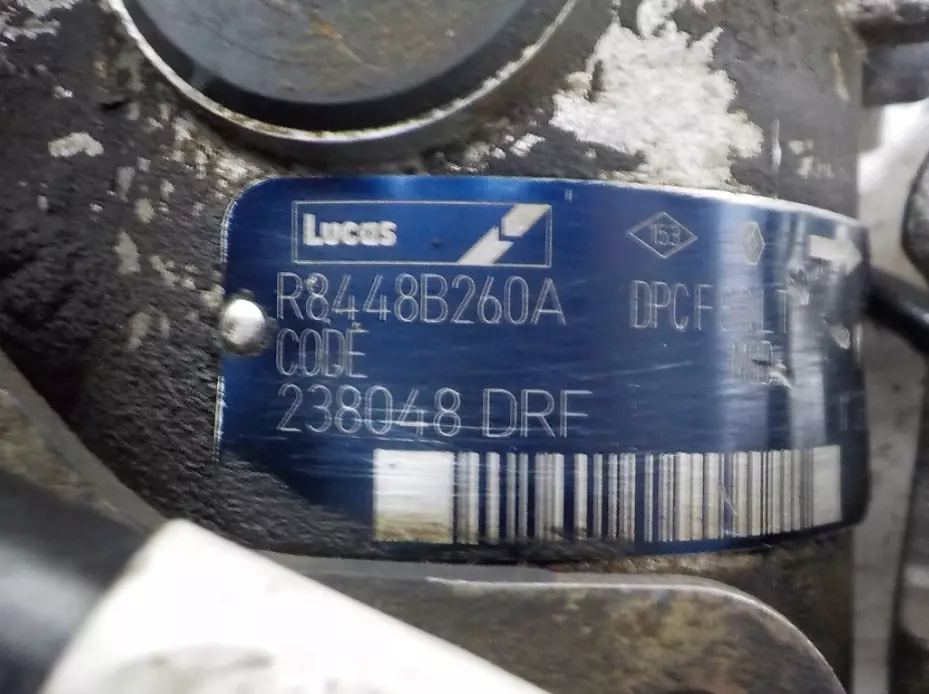 Lucas
153
R8448B260A DPCF
CODE
238048 DRF